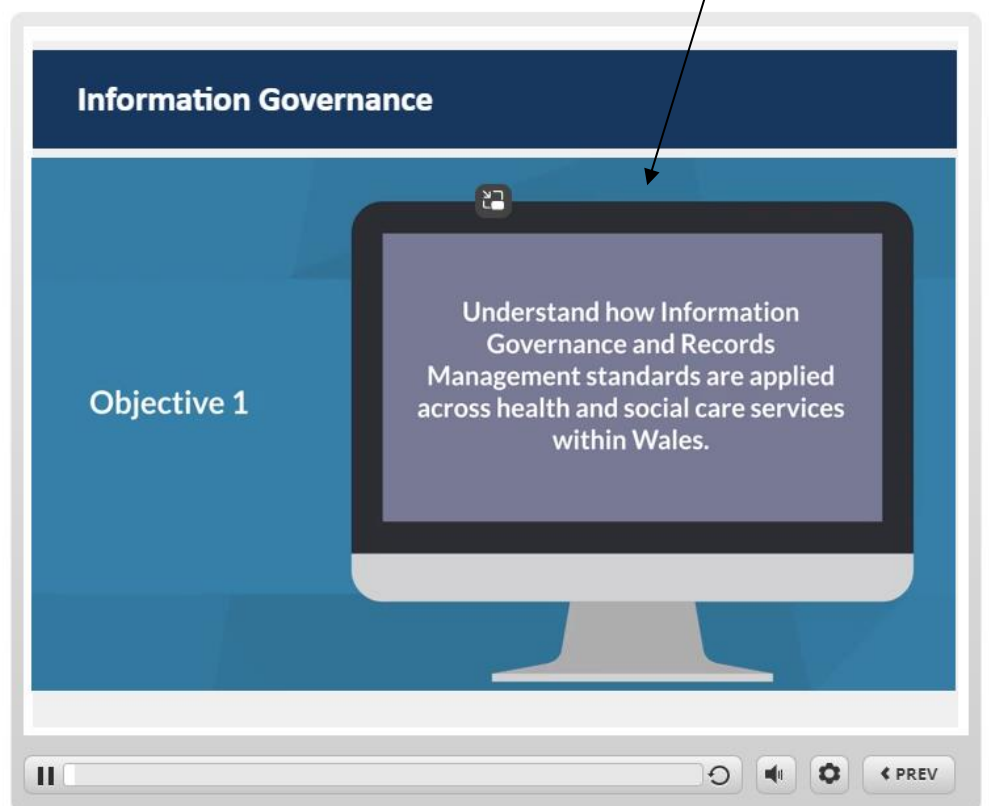 Information Governance
Objective 1
Understand how Information
Governance and Records
Management standards are applied
across health and social care services
within Wales.
PREV